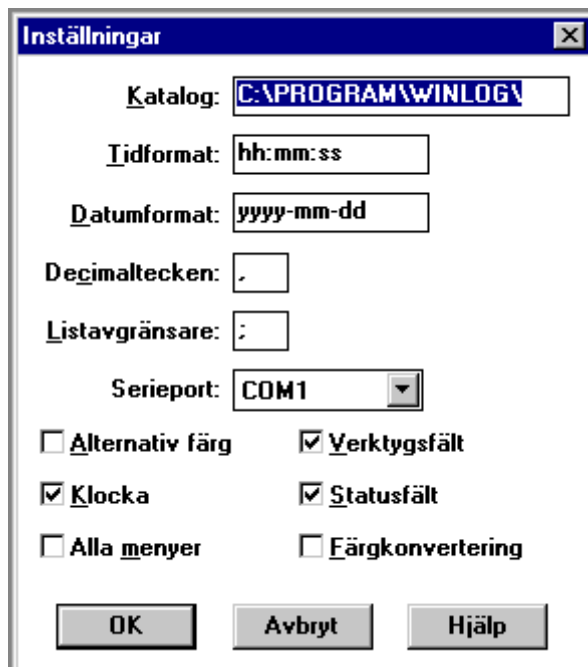 Inställningar
Katalog: C:\PROGRAM\WINLOG\
Tidformat: hh:mm:ss
Datumformat: yyyy-mm-dd
Decimaltecken: ,
Listavgränsare: ;
Serieport: COM1
Alternativ färg Verktygsfält
Klocka Statusfält
Alla menyer Färgkonvertering
OK Avbryt Hjälp